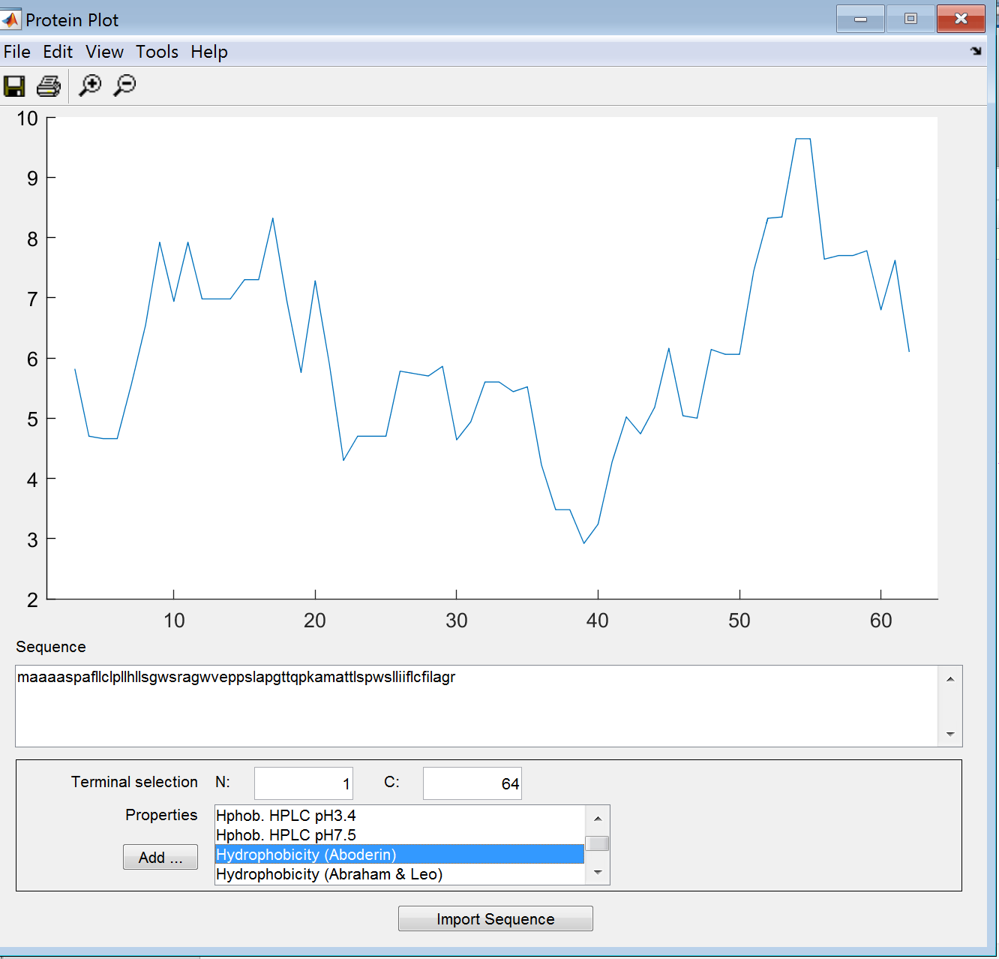 Protein Plot
File Edit View Tools Help
10
9
8
7
6
5
4
3
2
10 20 30 40 50 60
Sequence
maaaaspafllclpllhllsgwsragwveppslapgttqpkamattlspwslliiflcfilagr
Terminal selection N: 1 C: 64
Properties
Hphob. HPLC pH3.4
Hphob. HPLC pH7.5
Add ...
Hydrophobicity (Aboderin)
Hydrophobicity (Abraham & Leo)
Import Sequence